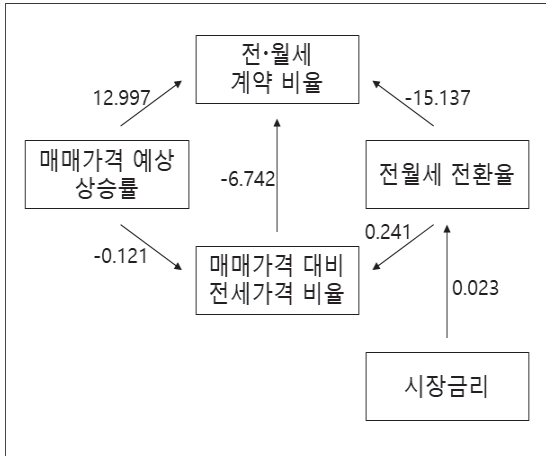 전·월세
계약 비율
12.997
-15.137
매매가격 예상
상승률
-6.742
전월세 전환율
-0.121
0.241
매매가격 대비
전세가격 비율
0.023
시장금리